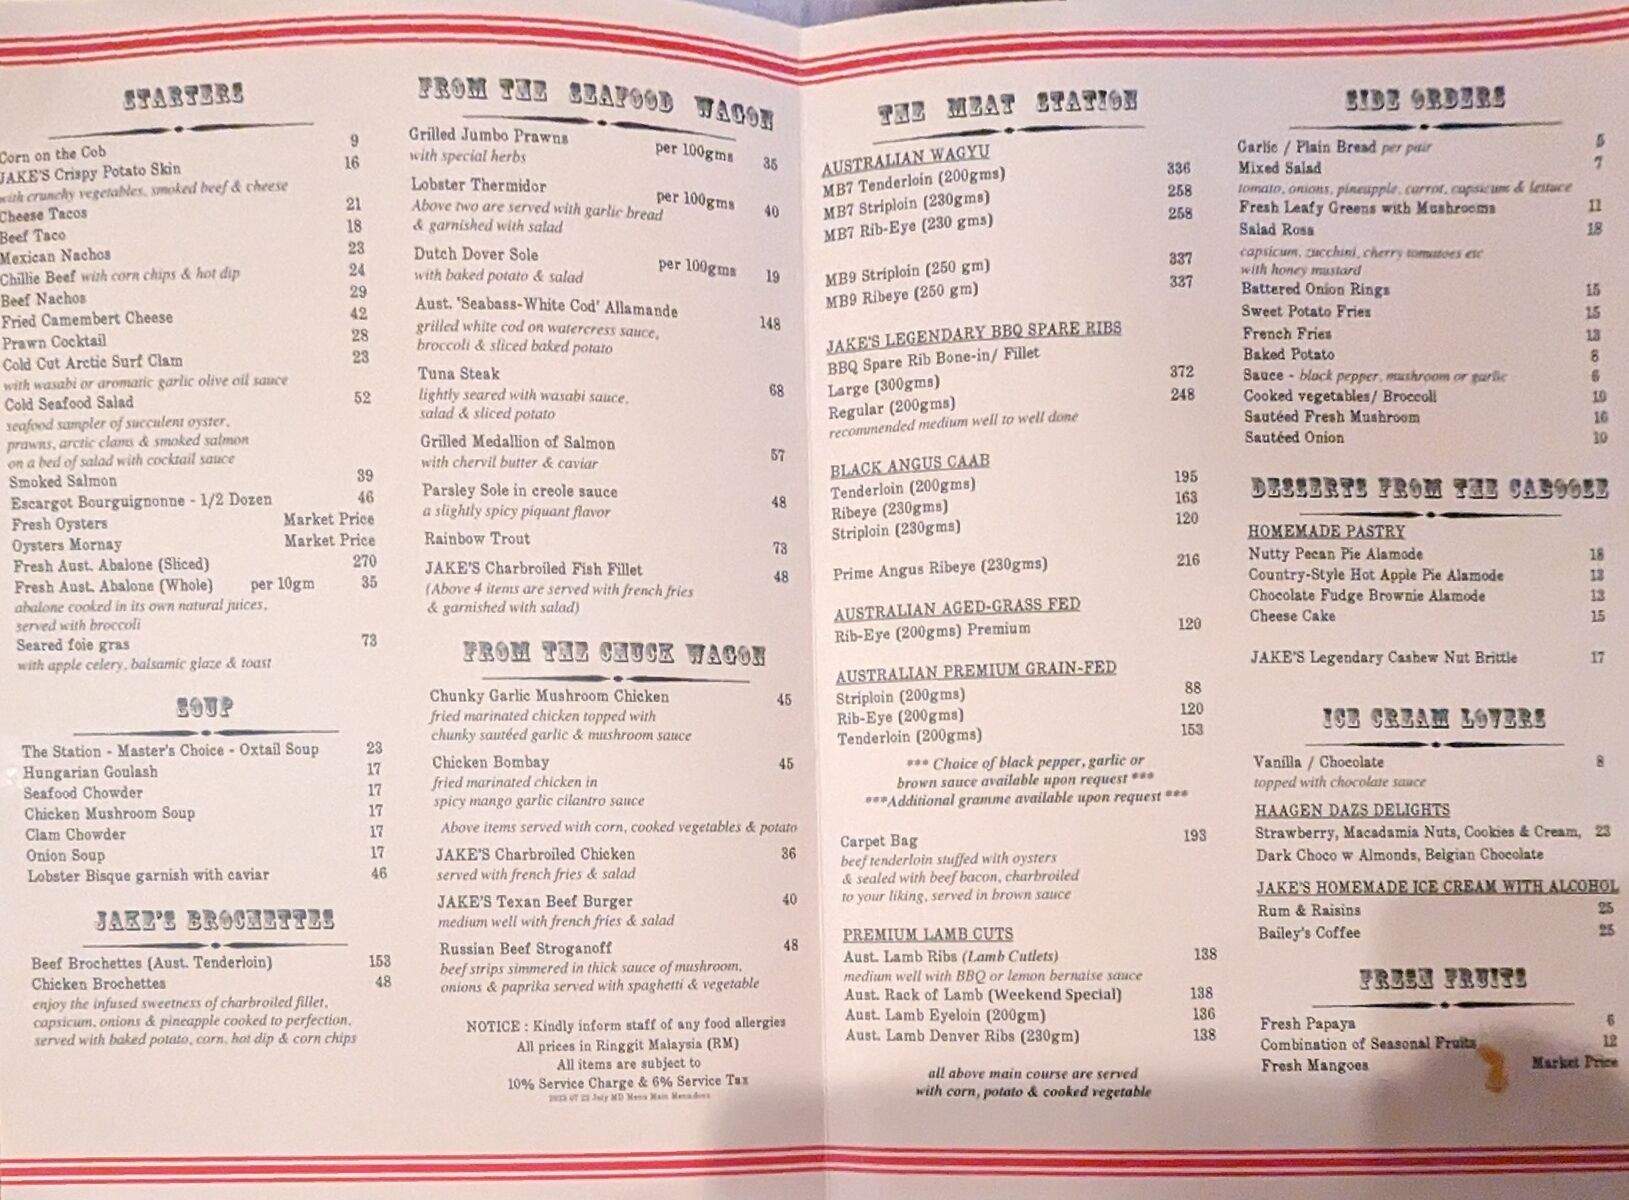 STARTERS
Corn on the Cob 9
JAKE'S Crispy Potato Skin 16
with crunchy vegetables, smoked beef & cheese
Cheese Tacos 21
Beef Taco 18
Mexican Nachos 23
Chillie Beef with corn chips & hot dip 24
Beef Nachos 29
Fried Camembert Cheese 42
Prawn Cocktail 28
Cold Cut Arctic Surf Clam 23
with wasabi or aromatic garlic olive oil sauce
Cold Seafood Salad 52
seafood sampler of succulent oyster,
prawns, arctic clams & smoked salmon
on a bed of salad with cocktail sauce
Smoked Salmon 39
Escargot Bourguignonne - 1/2 Dozen 46
Fresh Oysters Market Price
Oysters Mornay Market Price
Fresh Aust. Abalone (Sliced) 270
Fresh Aust. Abalone (Whole) per 10gm 35
abalone cooked in its own natural juices,
served with broccoli
Seared foie gras 73
with apple celery, balsamic glaze & toast
SOUP
The Station - Master's Choice - Oxtail Soup 23
Hungarian Goulash 17
Seafood Chowder 17
Chicken Mushroom Soup 17
Clam Chowder 17
Onion Soup 17
Lobster Bisque garnish with caviar 46
JAKE'S BROCHETTES
Beef Brochettes (Aust. Tenderloin) 153
Chicken Brochettes 48
enjoy the infused sweetness of charbroiled fillet,
capsicum, onions & pineapple cooked to perfection,
served with baked potato, corn, hot dip & corn chips
FROM THE SEAFOOD WAGON
Grilled Jumbo Prawns per 100gms 35
with special herbs
Lobster Thermidor per 100gms 40
Above two are served with garlic bread
& garnished with salad
Dutch Dover Sole per 100gms 19
with baked potato & salad
Aust. 'Seabass-White Cod' Allamande 148
grilled white cod on watercress sauce,
broccoli & sliced baked potato
Tuna Steak 68
lightly seared with wasabi sauce,
salad & sliced potato
Grilled Medallion of Salmon 57
with chervil butter & caviar
Parsley Sole in creole sauce 48
a slightly spicy piquant flavor
Rainbow Trout 73
JAKE'S Charbroiled Fish Fillet 48
(Above 4 items are served with french fries
& garnished with salad)
FROM THE CHUCK WAGON
Chunky Garlic Mushroom Chicken 45
fried marinated chicken topped with
chunky sautéed garlic & mushroom sauce
Chicken Bombay 45
fried marinated chicken in
spicy mango garlic cilantro sauce
Above items served with corn, cooked vegetables & potato
JAKE'S Charbroiled Chicken 36
served with french fries & salad
JAKE'S Texan Beef Burger 40
medium well with french fries & salad
Russian Beef Stroganoff 48
beef strips simmered in thick sauce of mushroom,
onions & paprika served with spaghetti & vegetable
NOTICE : Kindly inform staff of any food allergies
All prices in Ringgit Malaysia (RM)
All items are subject to
10% Service Charge & 6% Service Tax
July MD Menu Main
THE MEAT STATION
AUSTRALIAN WAGYU
MB7 Tenderloin (200gms) 336
MB7 Striploin (230gms) 258
MB7 Rib-Eye (230 gms) 258
MB9 Striploin (250 gm) 337
MB9 Ribeye (250 gm) 337
JAKE'S LEGENDARY BBQ SPARE RIBS
BBQ Spare Rib Bone-in/ Fillet
Large (300gms) 372
Regular (200gms) 248
recommended medium well to well done
BLACK ANGUS CAAB
Tenderloin (200gms) 195
Ribeye (230gms) 163
Striploin (230gms) 120
Prime Angus Ribeye (230gms) 216
AUSTRALIAN AGED-GRASS FED
Rib-Eye (200gms) Premium 120
AUSTRALIAN PREMIUM GRAIN-FED
Striploin (200gms) 88
Rib-Eye (200gms) 120
Tenderloin (200gms) 153
*** Choice of black pepper, garlic or
brown sauce available upon request ***
***Additional gramme available upon request ***
Carpet Bag 193
beef tenderloin stuffed with oysters
& sealed with beef bacon, charbroiled
to your liking, served in brown sauce
PREMIUM LAMB CUTS
Aust. Lamb Ribs (Lamb Cutlets) 138
medium well with BBQ or lemon bernaise sauce
Aust. Rack of Lamb (Weekend Special) 138
Aust. Lamb Eyeloin (200gm) 136
Aust. Lamb Denver Ribs (230gm) 138
all above main course are served
with corn, potato & cooked vegetable
SIDE ORDERS
Garlic / Plain Bread per pair 5
Mixed Salad 7
tomato, onions, pineapple, carrot, capsicum & lettuce
Fresh Leafy Greens with Mushrooms 11
Salad Rosa 18
capsicum, zucchini, cherry tomatoes etc
with honey mustard
Battered Onion Rings 15
Sweet Potato Fries 15
French Fries 13
Baked Potato 8
Sauce - black pepper, mushroom or garlic 6
Cooked vegetables/ Broccoli 10
Sautéed Fresh Mushroom 16
Sautéed Onion 10
DESSERTS FROM THE CABOOSE
HOMEMADE PASTRY
Nutty Pecan Pie Alamode 18
Country-Style Hot Apple Pie Alamode 13
Chocolate Fudge Brownie Alamode 13
Cheese Cake 15
JAKE'S Legendary Cashew Nut Brittle 17
ICE CREAM LOVERS
Vanilla / Chocolate 8
topped with chocolate sauce
HAAGEN DAZS DELIGHTS
Strawberry, Macadamia Nuts, Cookies & Cream, 23
Dark Choco w Almonds, Belgian Chocolate
JAKE'S HOMEMADE ICE CREAM WITH ALCOHOL
Rum & Raisins 25
Bailey's Coffee 25
FRESH FRUITS
Fresh Papaya 6
Combination of Seasonal Fruits 12
Fresh Mangoes Market Price